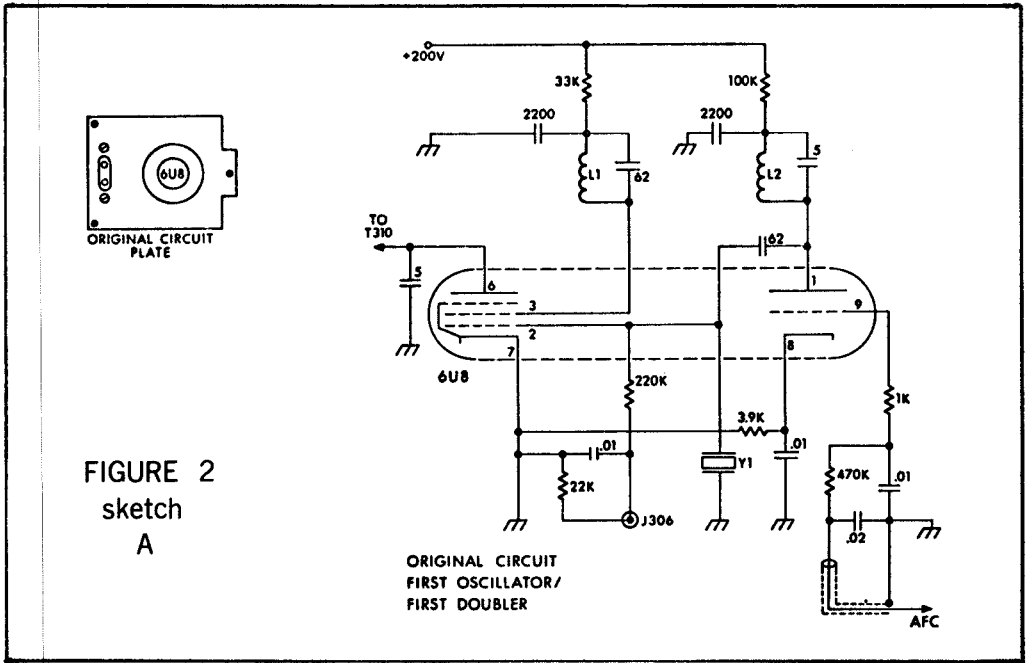 +200V
33K
100K
2200
2200
L1
62
L2
5
6U8
ORIGINAL CIRCUIT
PLATE
TO
T310
5
62
6
3
2
7
1
9
8
6U8
220K
1K
3.9K
.01
.01
Y1
22K
470K
.01
.02
J306
FIGURE 2
sketch
A
ORIGINAL CIRCUIT
FIRST OSCILLATOR/
FIRST DOUBLER
AFC